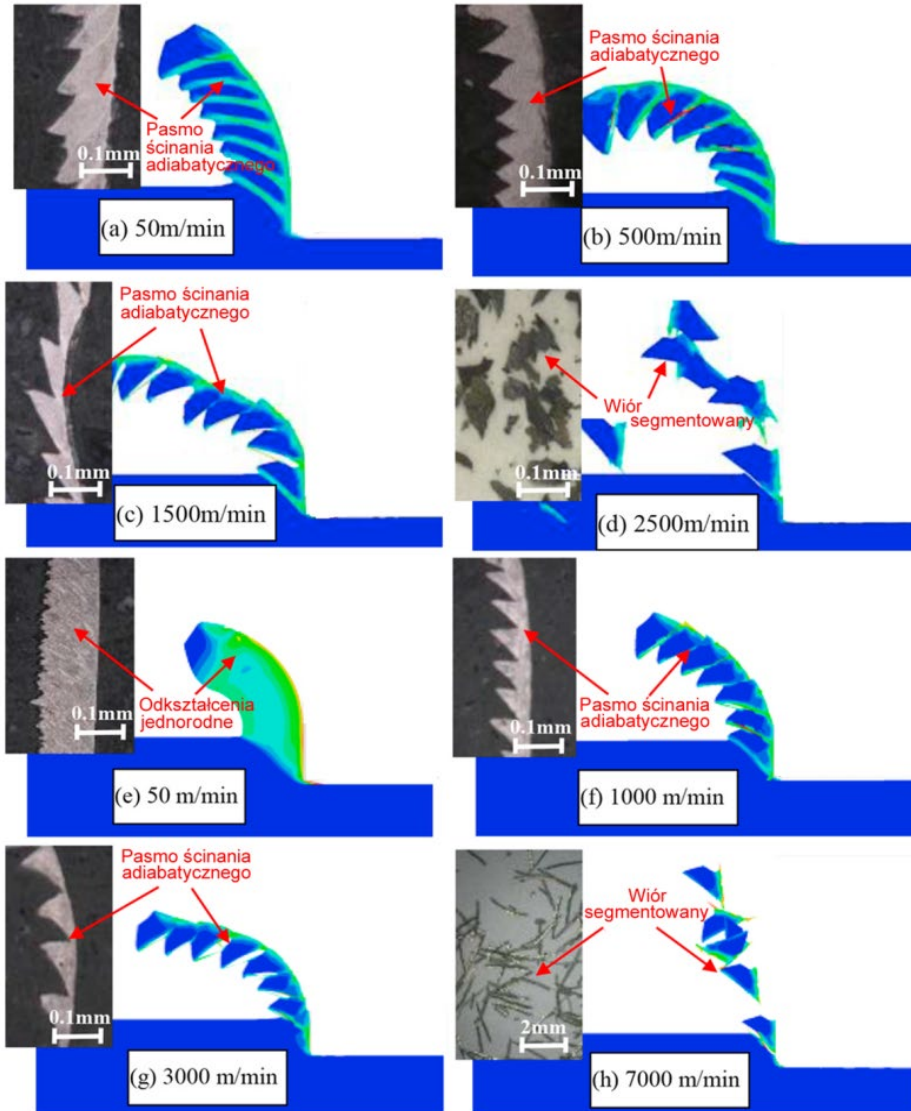 Pasmo
ścinania
adiabatycznego
0.1mm
(a) 50m/min
Pasmo ścinania
adiabatycznego
0.1mm
(b) 500m/min
Pasmo ścinania
adiabatycznego
0.1mm
(c) 1500m/min
Wiór
segmentowany
0.1mm
(d) 2500m/min
Odkształcenia
jednorodne
0.1mm
(e) 50 m/min
Pasmo ścinania
adiabatycznego
0.1mm
(f) 1000 m/min
Pasmo ścinania
adiabatycznego
0.1mm
(g) 3000 m/min
Wiór
segmentowany
2mm
(h) 7000 m/min